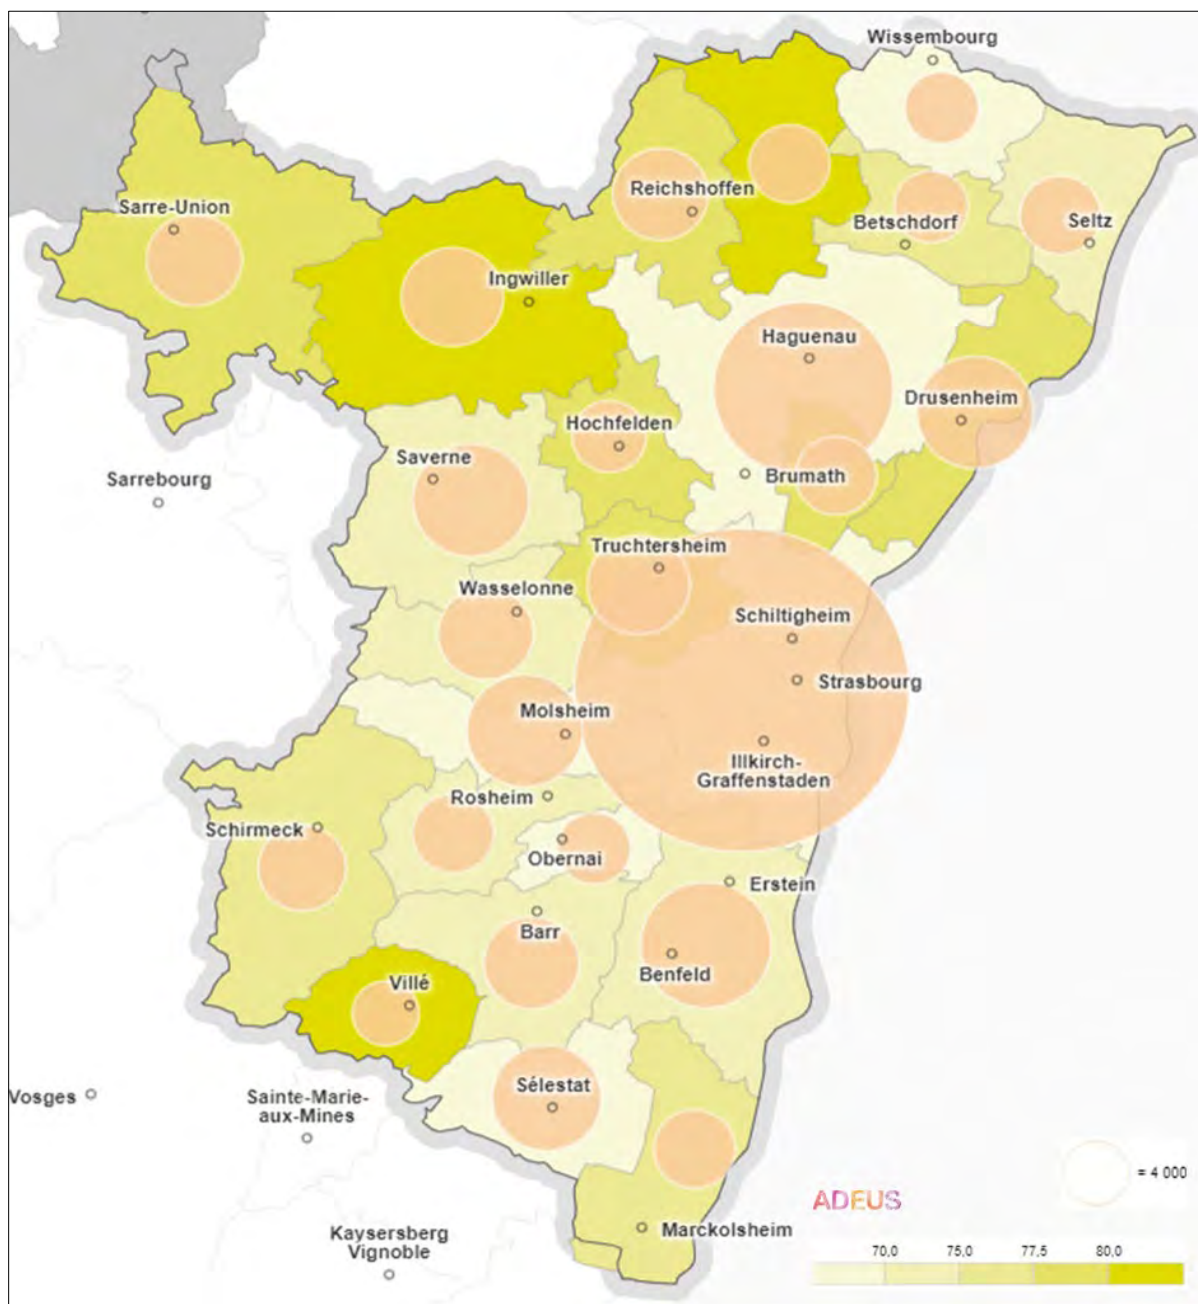 Wissembourg
Reichshoffen
Sarre-Union
Betschdorf
Seltz
Ingwiller
Haguenau
Drusenheim
Hochfelden
Saverne
Sarrebourg
Brumath
Truchtersheim
Wasselonne
Schiltigheim
Strasbourg
Molsheim
Illkirch-
Graffenstaden
Rosheim
Schirmeck
Obernai
Erstein
Barr
Benfeld
Villé
Sélestat
Vosges
Sainte-Marie-
aux-Mines
= 4 000
ADEUS
Marckolsheim
Kaysersberg
Vignoble
70,0 75,0 77,5 80,0